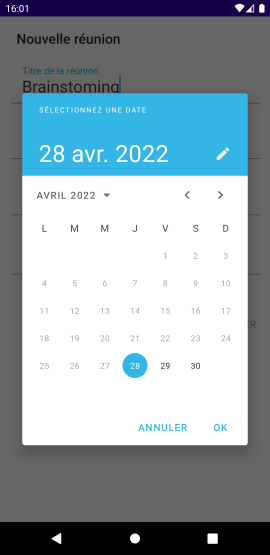 16:01
Nouvelle réunion
Titre de la réunion
Brainstoming
SÉLECTIONNEZ UNE DATE
28 avr. 2022
AVRIL 2022
L M M J V S D
1 2 3
4 5 6 7 8 9 10
11 12 13 14 15 16 17
18 19 20 21 22 23 24
25 26 27 28 29 30
ANNULER OK